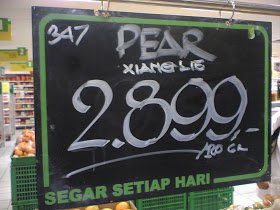 347
PEAR
XIANG LIE
2.899-
/100 GR
SEGAR SETIAP HARI